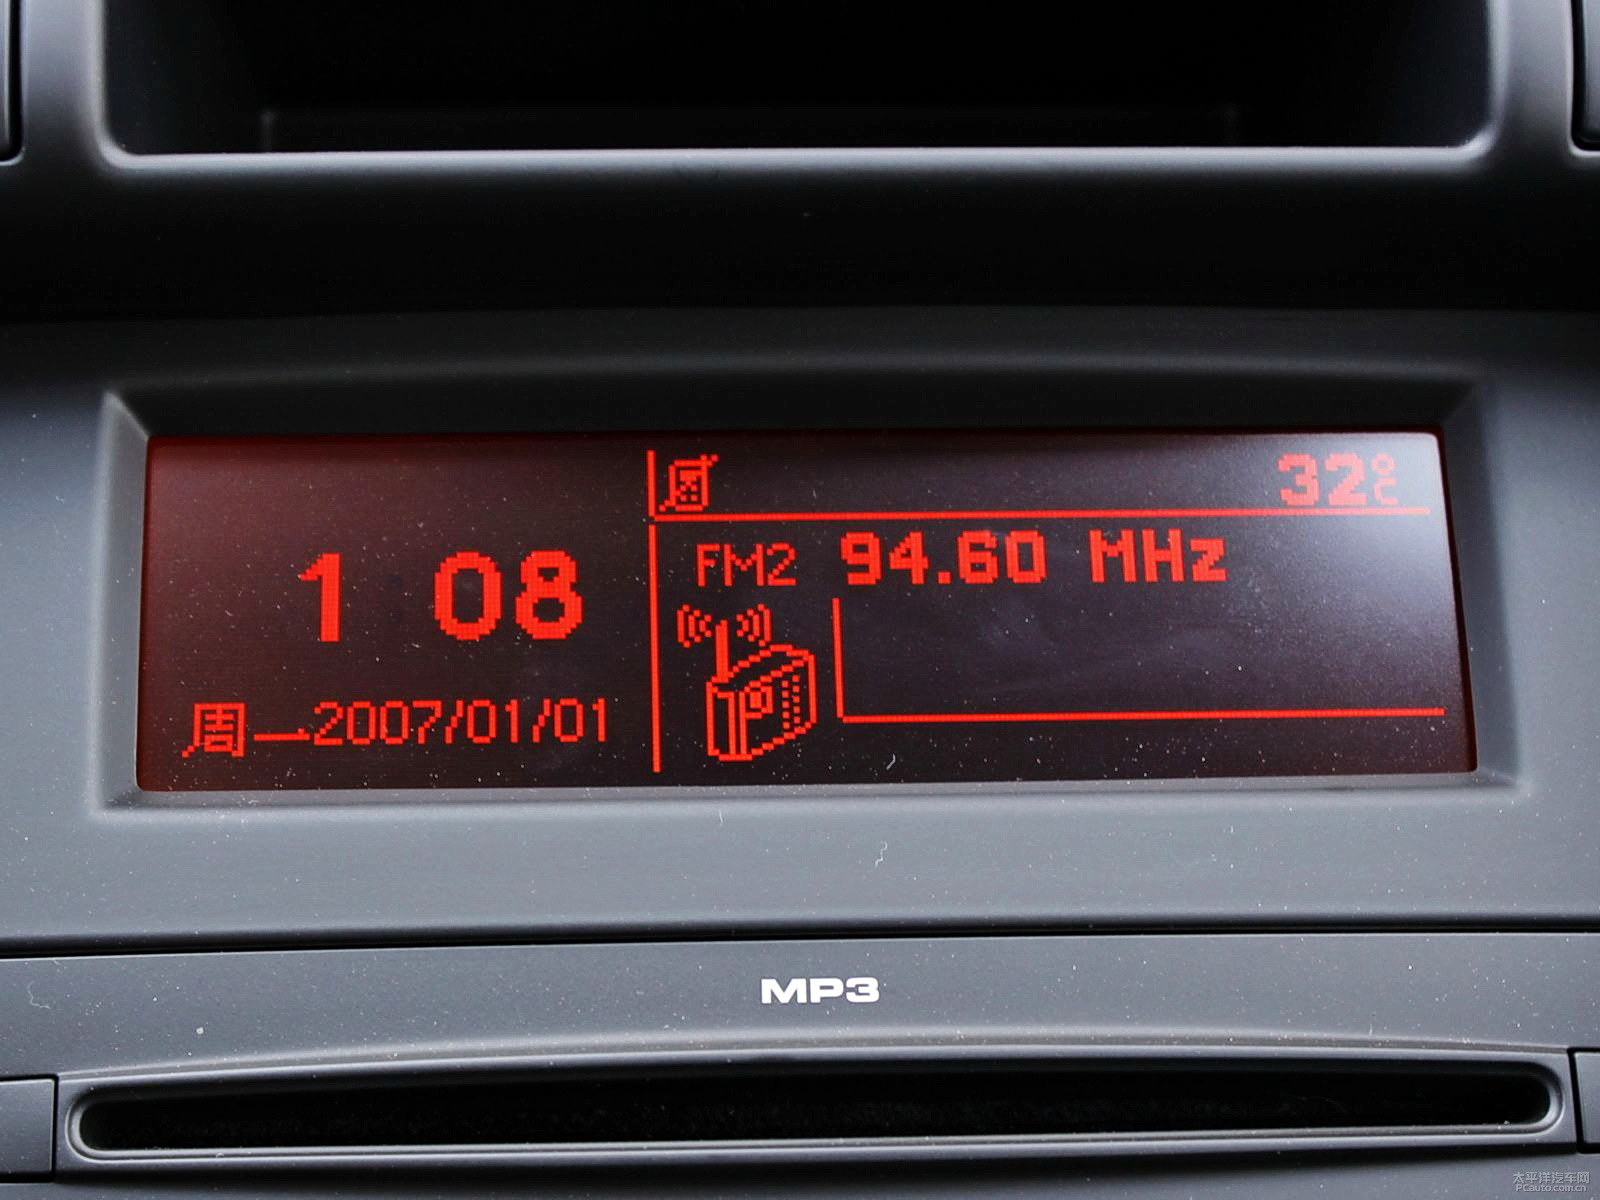 32°C
FM2 94.60 MHz
1 08
周一2007/01/01
MP3
太平洋汽车网
PCauto.com.cn